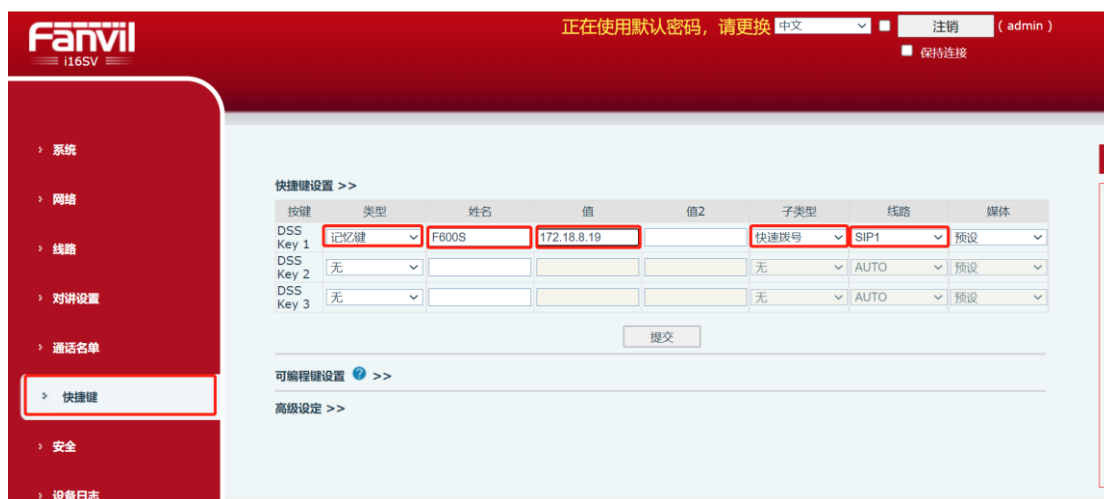 Fanvil
i16SV
正在使用默认密码，请更换 中文 注销 ( admin )
保持连接
› 系统
› 网络
› 线路
› 对讲设置
› 通话名单
› 快捷键
› 安全
› 设备日志
快捷键设置 >>
按键 类型 姓名 值 值2 子类型 线路 媒体
DSS Key 1 记忆键 F600S 172.18.8.19 快速拨号 SIP1 预设
DSS Key 2 无 无 AUTO 预设
DSS Key 3 无 无 AUTO 预设
提交
可编程键设置 ? >>
高级设定 >>